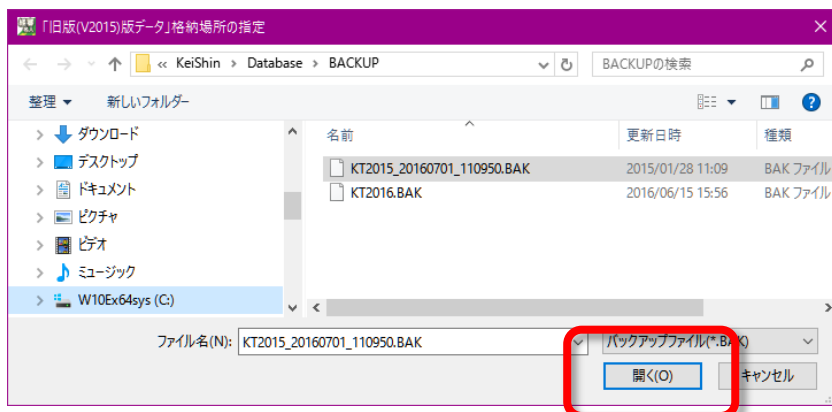 「旧版(V2015)版データ」格納場所の指定
« KeiShin > Database > BACKUP
BACKUPの検索
整理 新しいフォルダー
ダウンロード
デスクトップ
ドキュメント
ピクチャ
ビデオ
ミュージック
W10Ex64sys (C:)
名前 更新日時 種類
KT2015_20160701_110950.BAK 2015/01/28 11:09 BAK ファイル
KT2016.BAK 2016/06/15 15:56 BAK ファイル
ファイル名(N): KT2015_20160701_110950.BAK バックアップファイル(*.BAK)
開く(O) キャンセル